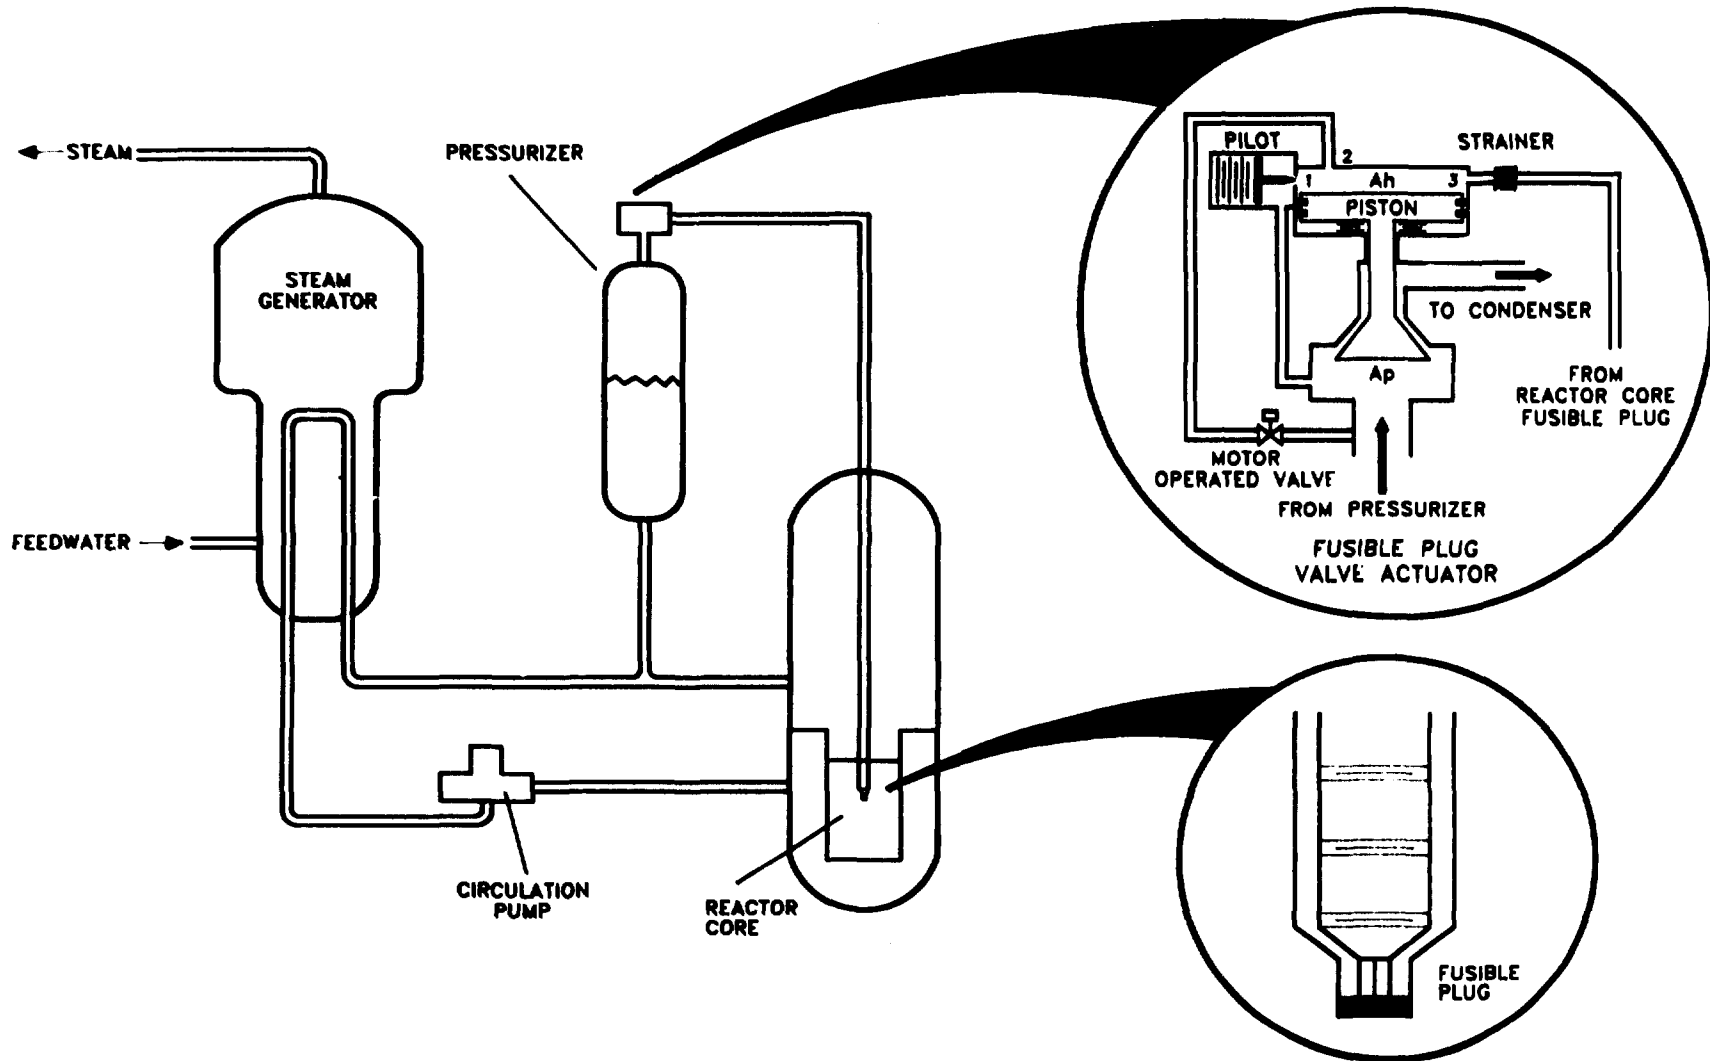 STEAM
PRESSURIZER
STEAM
GENERATOR
FEEDWATER
CIRCULATION
PUMP
REACTOR
CORE
PILOT
STRAINER
1
2
Ah
3
PISTON
TO CONDENSER
Ap
FROM
REACTOR CORE
FUSIBLE PLUG
MOTOR
OPERATED VALVE
FROM PRESSURIZER
FUSIBLE PLUG
VALVE ACTUATOR
FUSIBLE
PLUG